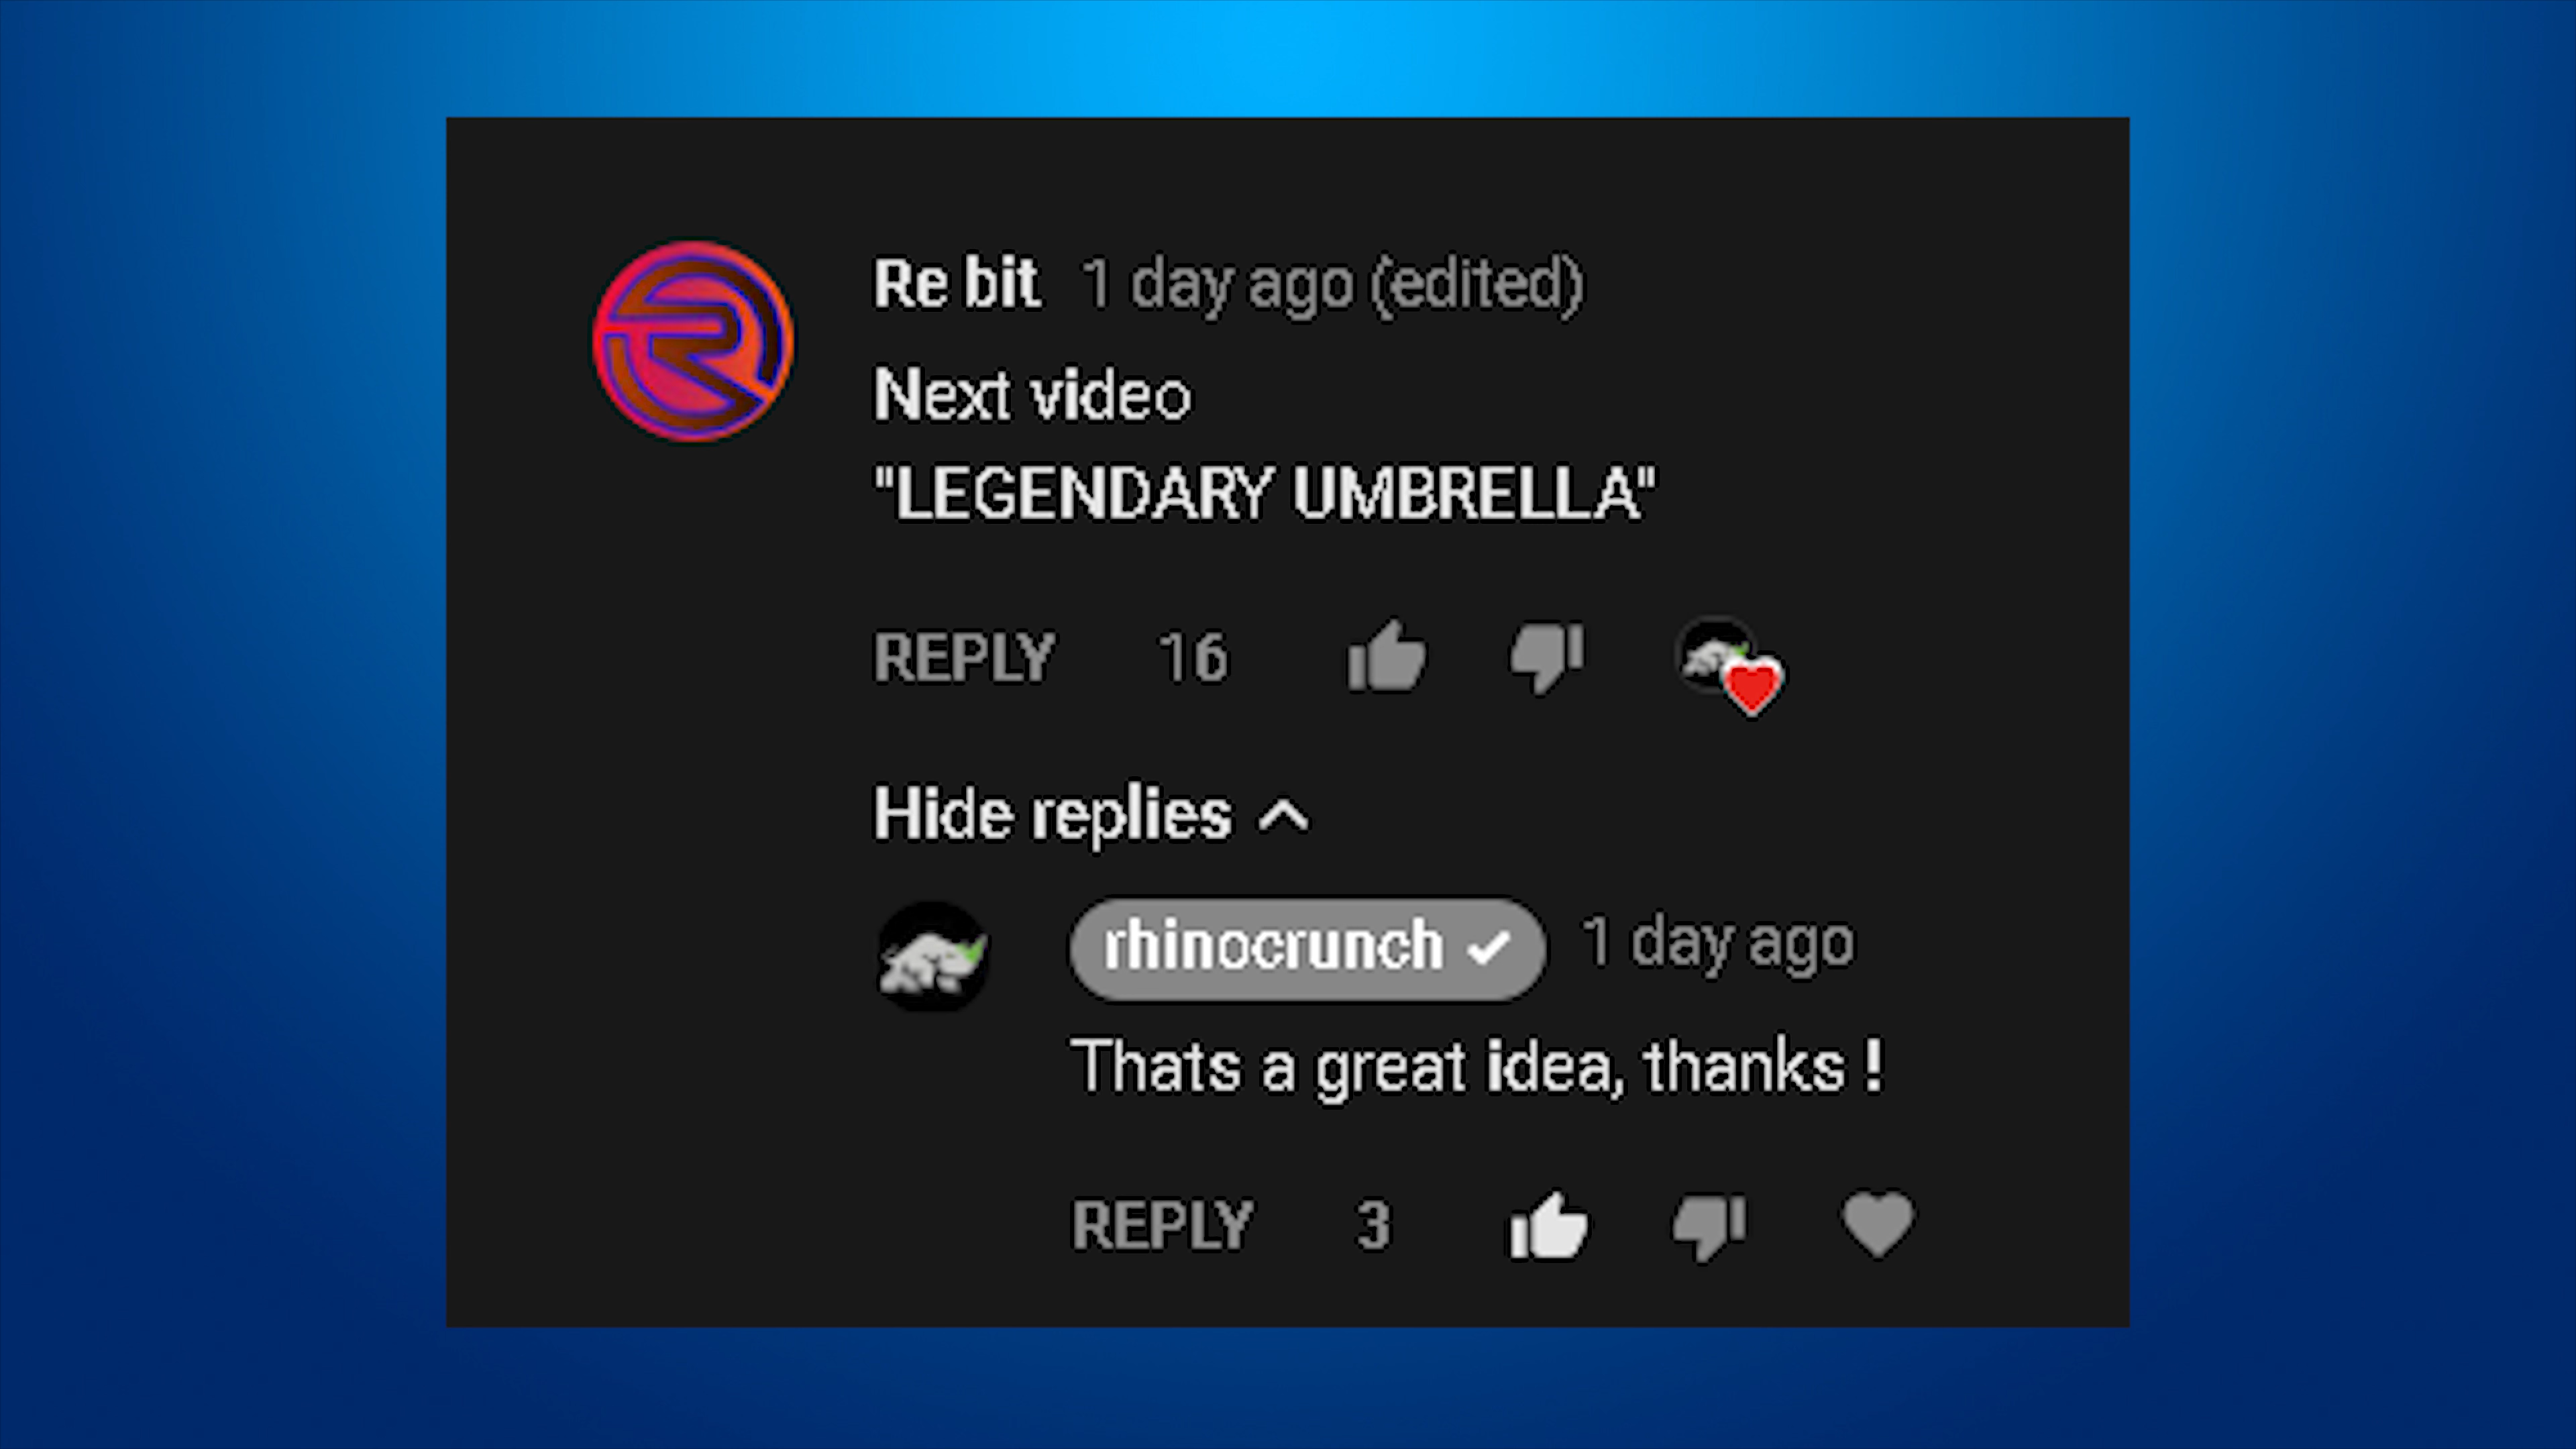 Re bit 1 day ago (edited)
Next video
"LEGENDARY UMBRELLA"
REPLY 16
Hide replies
rhinocrunch 1 day ago
Thats a great idea, thanks !
REPLY 3